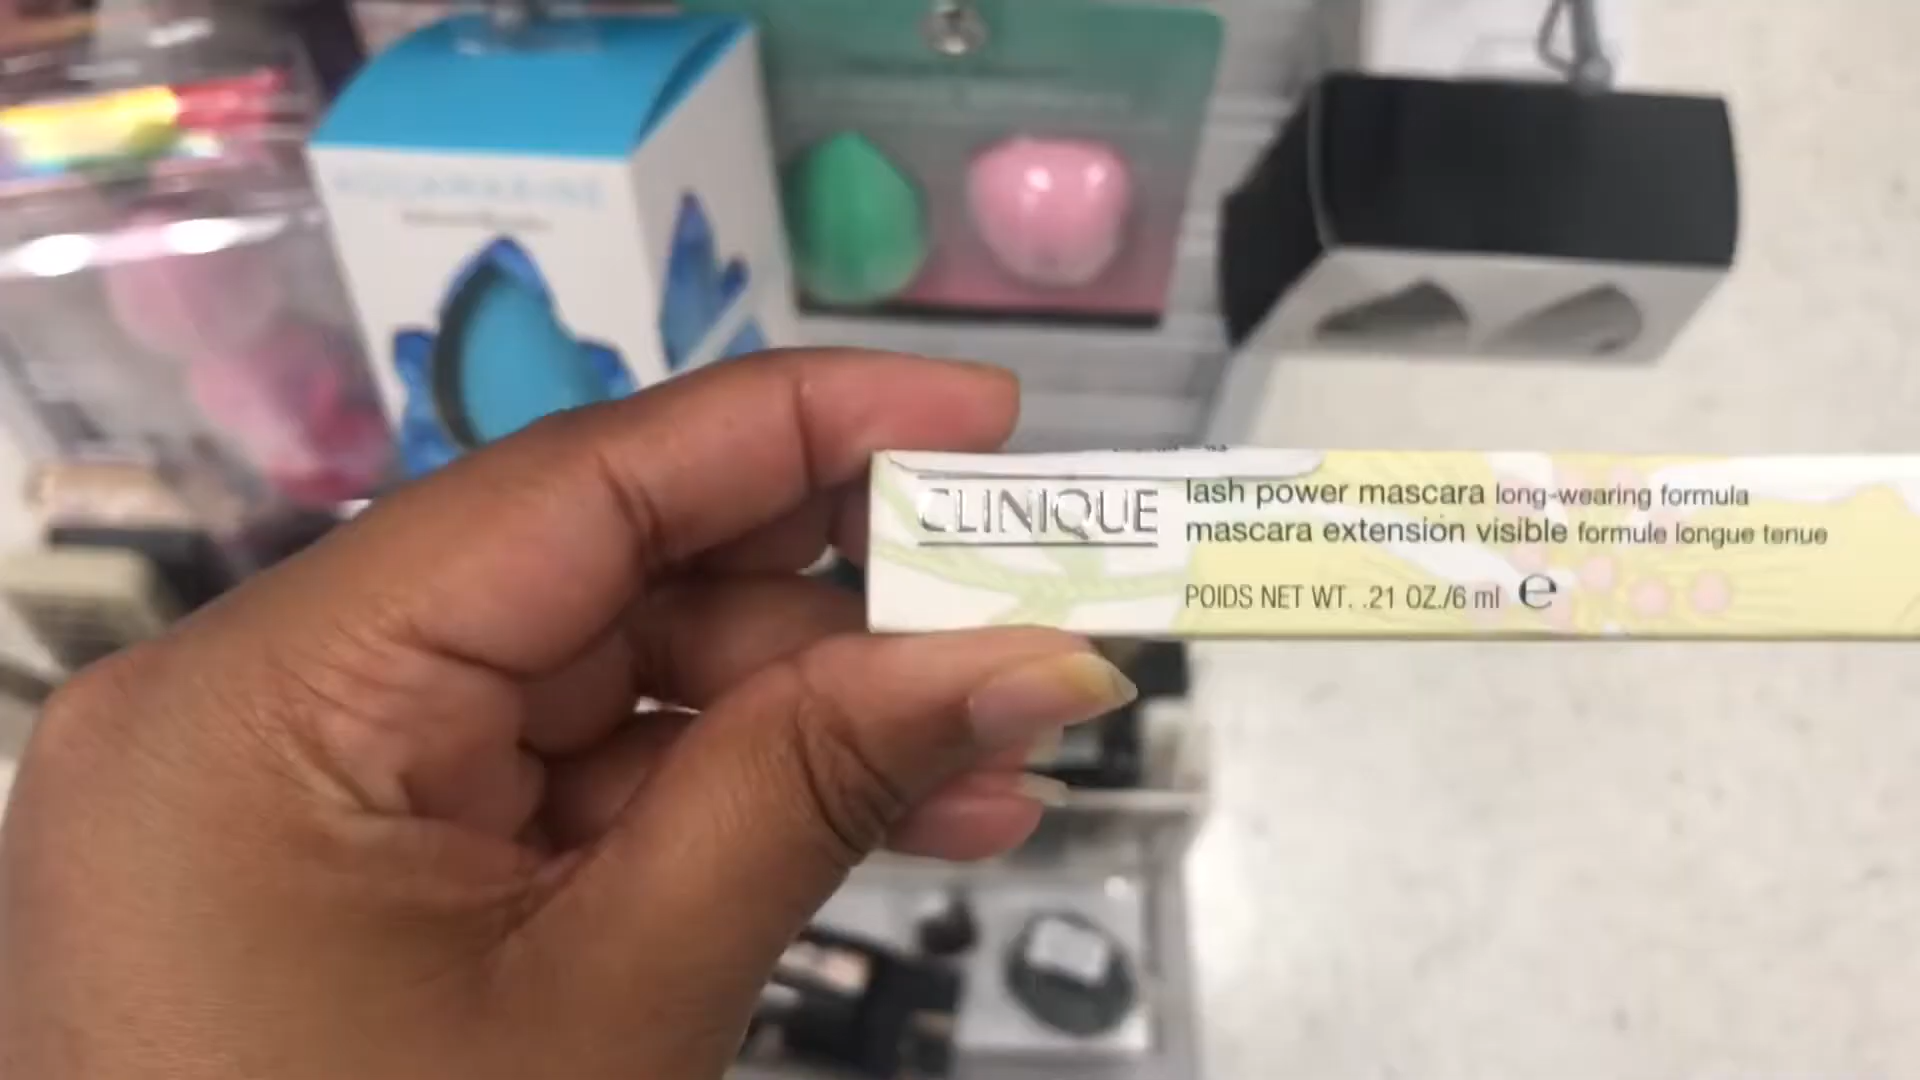 AQUAMARINE
CLINIQUE
lash power mascara long-wearing formula
mascara extension visible formule longue tenue
POIDS NET WT. .21 OZ./6 ml ℮